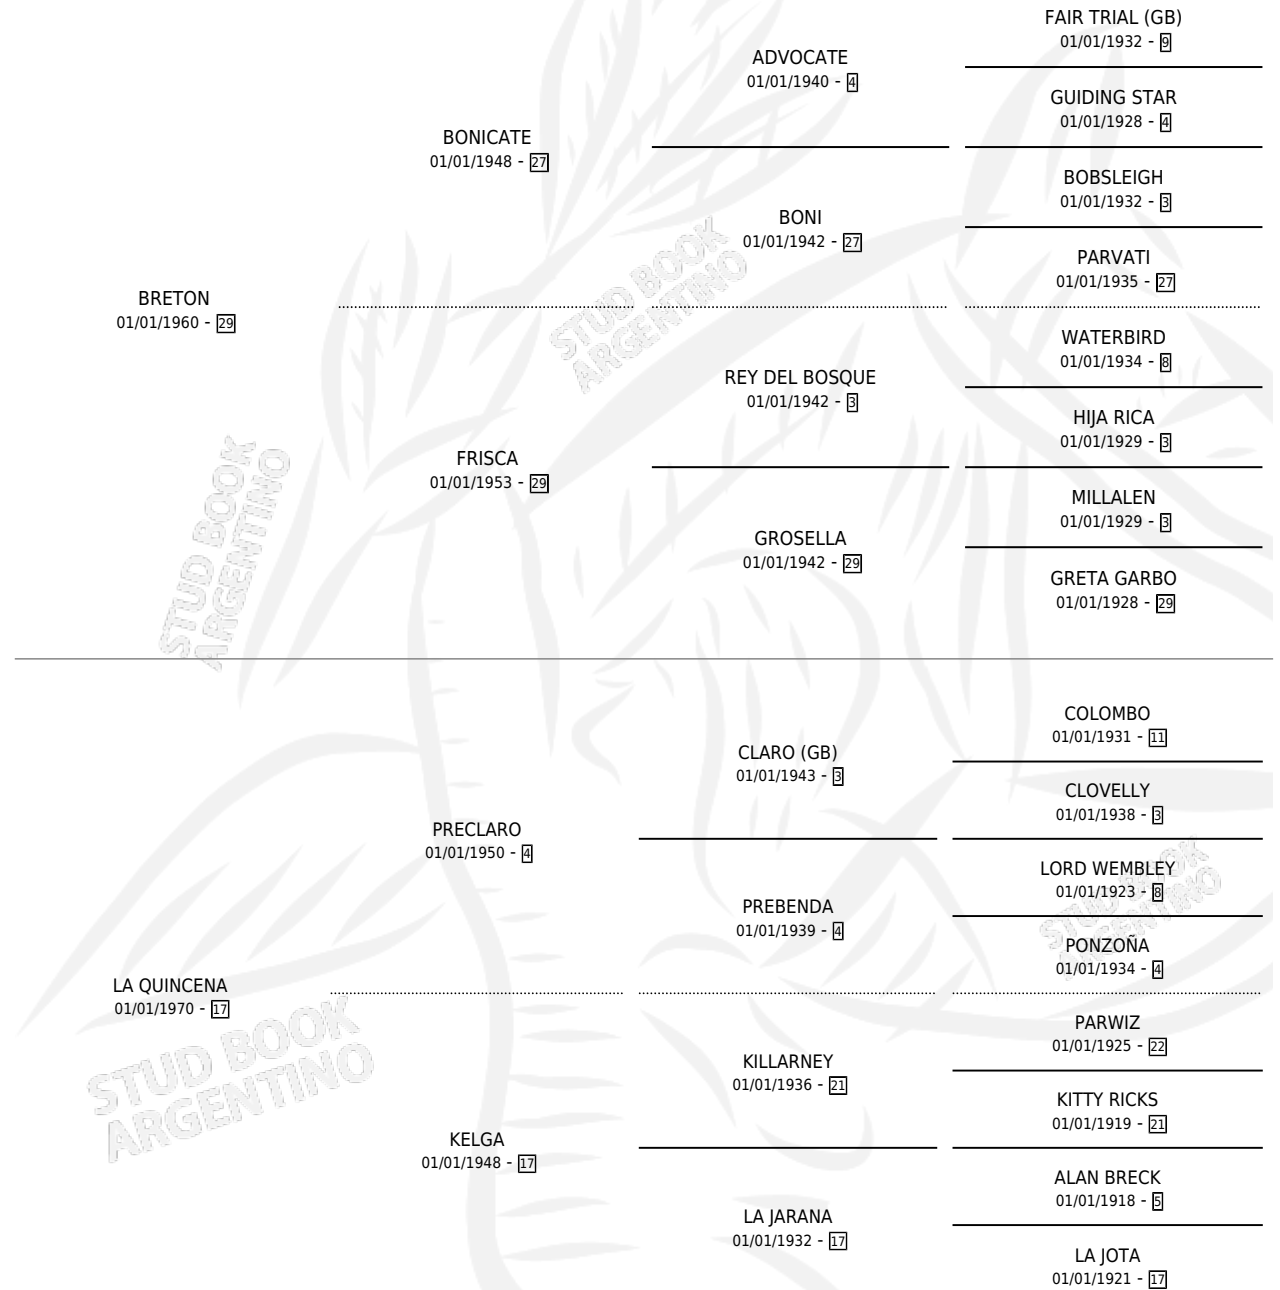 FAIR TRIAL (GB)
01/01/1932 - 9
ADVOCATE
01/01/1940 - 4
GUIDING STAR
01/01/1928 - 4
BONICATE
01/01/1948 - 27
BOBSLEIGH
01/01/1932 - 3
BONI
01/01/1942 - 27
PARVATI
01/01/1935 - 27
BRETON
01/01/1960 - 29
WATERBIRD
01/01/1934 - 8
REY DEL BOSQUE
01/01/1942 - 3
HIJA RICA
01/01/1929 - 3
FRISCA
01/01/1953 - 29
MILLALEN
01/01/1929 - 3
GROSELLA
01/01/1942 - 29
GRETA GARBO
01/01/1928 - 29
COLOMBO
01/01/1931 - 11
CLARO (GB)
01/01/1943 - 3
CLOVELLY
01/01/1938 - 3
PRECLARO
01/01/1950 - 4
LORD WEMBLEY
01/01/1923 - 8
PREBENDA
01/01/1939 - 4
PONZOÑA
01/01/1934 - 4
LA QUINCENA
01/01/1970 - 17
PARWIZ
01/01/1925 - 22
KILLARNEY
01/01/1936 - 21
KITTY RICKS
01/01/1919 - 21
KELGA
01/01/1948 - 17
ALAN BRECK
01/01/1918 - 5
LA JARANA
01/01/1932 - 17
LA JOTA
01/01/1921 - 17
STUD BOOK
ARGENTINO
STUD BOOK
ARGENTINO
STUD BOOK
ARGENTINO
STUD BOOK
ARGENTINO